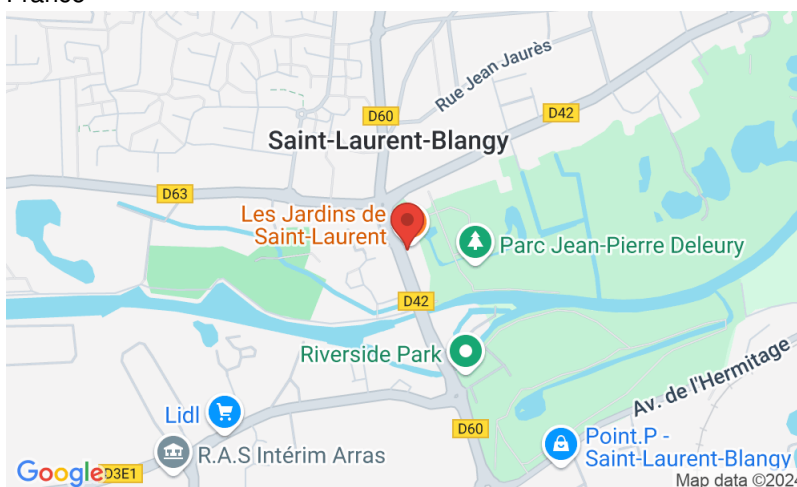 Rue Jean Jaurès
D60
D42
Saint-Laurent-Blangy
D63
Les Jardins de
Saint-Laurent
Parc Jean-Pierre Deleury
D42
Riverside Park
Av. de l'Hermitage
Lidl
D60
R.A.S Intérim Arras
Point.P -
Saint-Laurent-Blangy
Google
D3E1
Map data ©2024